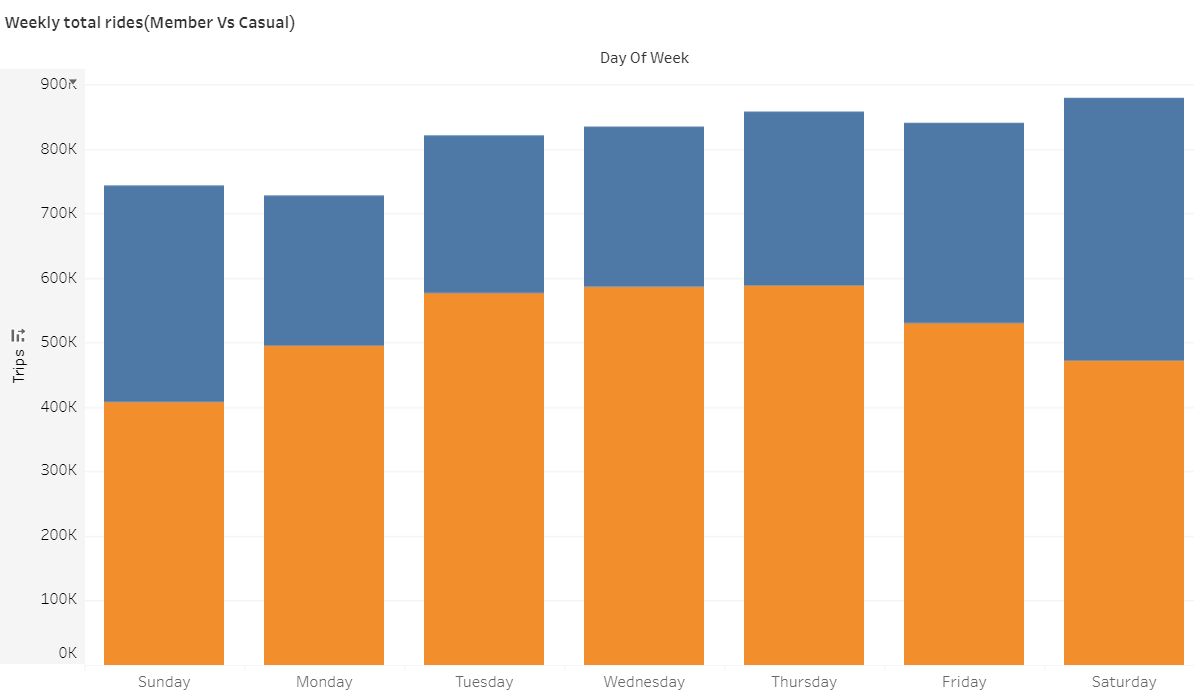 Weekly total rides(Member Vs Casual)
Day Of Week
900K
800K
700K
600K
500K
400K
300K
200K
100K
0K
Trips
Sunday Monday Tuesday Wednesday Thursday Friday Saturday